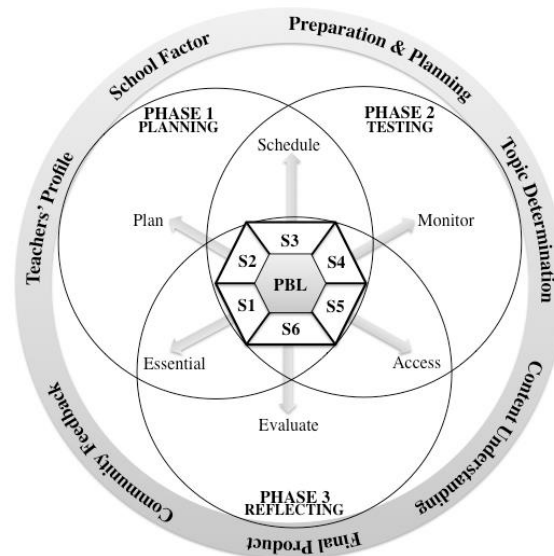 School Factor
Preparation & Planning
Teachers' Profile
Topic Determination
Community Feedback
Content Understanding
Final Product
PHASE 1
PLANNING
PHASE 2
TESTING
Schedule
Plan
Monitor
S3
S2
S4
PBL
S1
S5
S6
Essential
Access
Evaluate
PHASE 3
REFLECTING